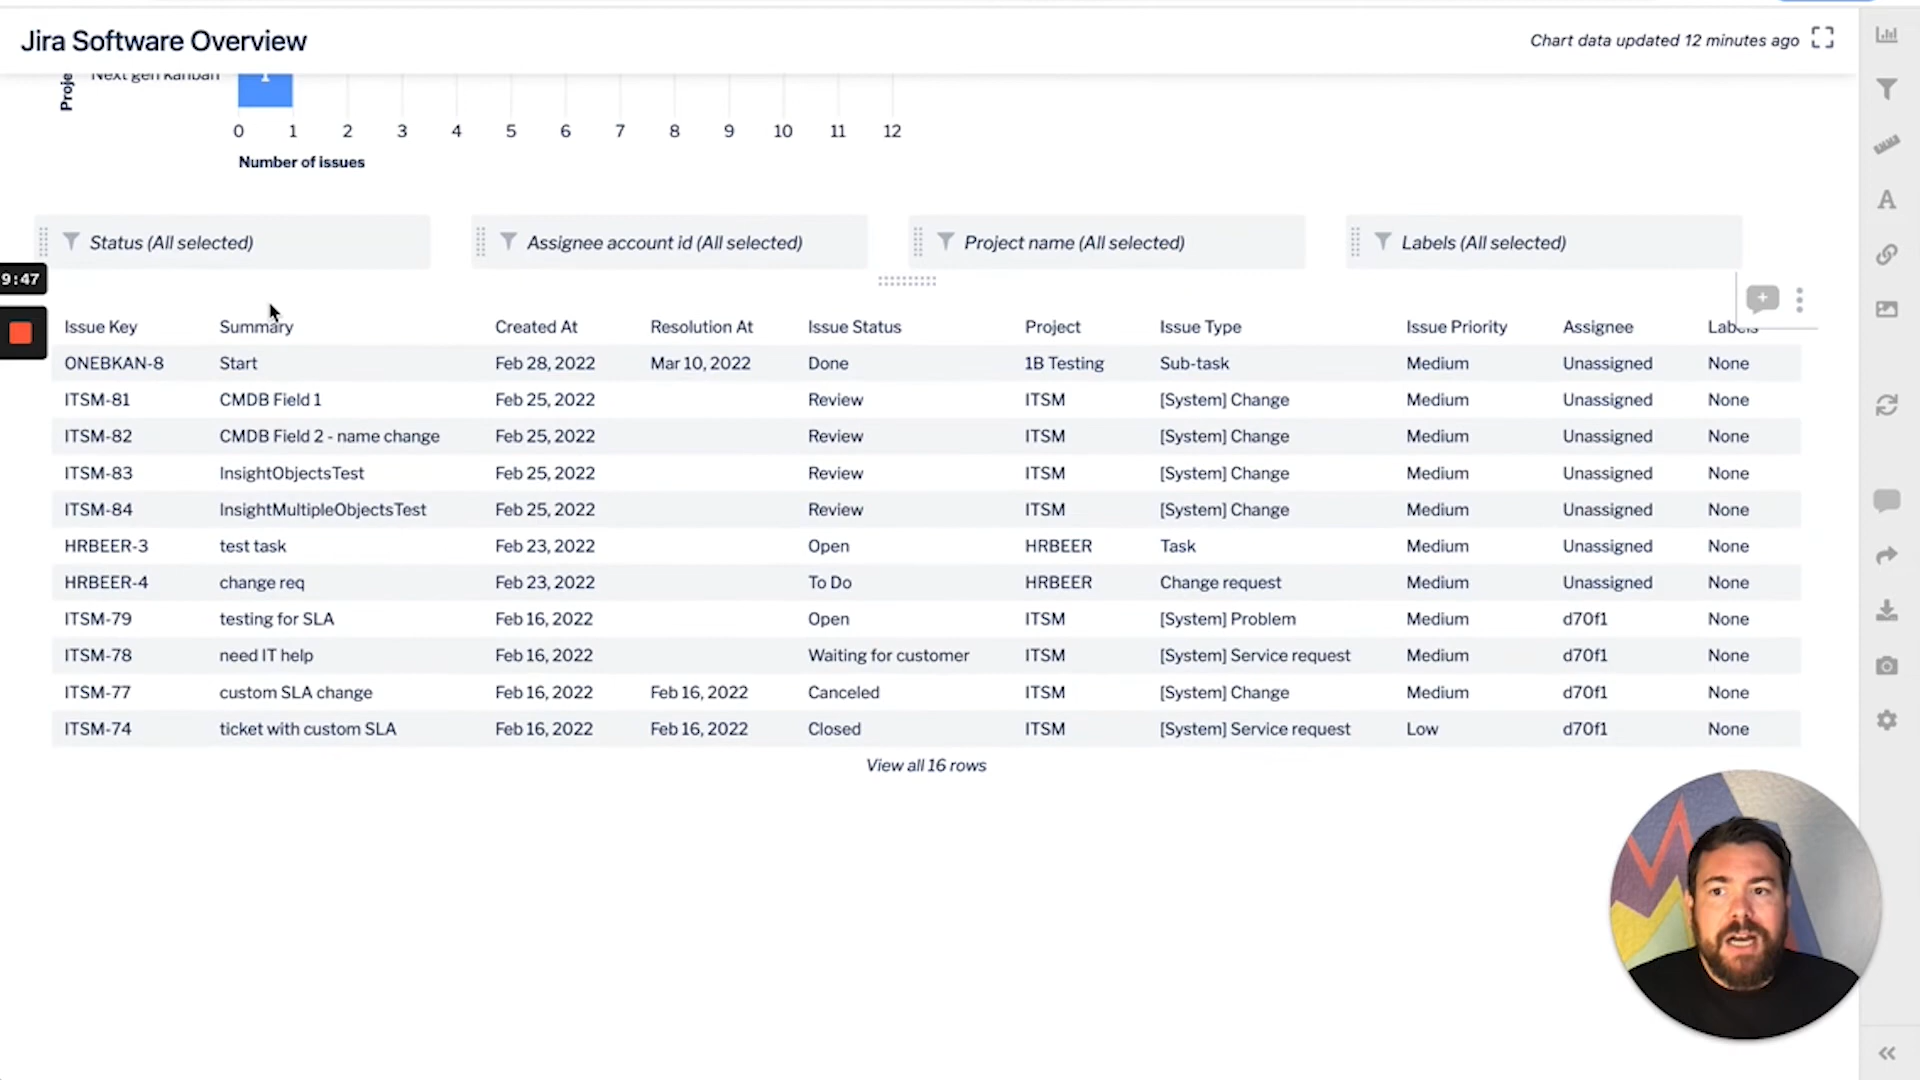 Jira Software Overview
Chart data updated 12 minutes ago
Proje
Next gen kanban
1
0 1 2 3 4 5 6 7 8 9 10 11 12
Number of issues
Status (All selected) Assignee account id (All selected) Project name (All selected) Labels (All selected)
9:47
Issue Key Summary Created At Resolution At Issue Status Project Issue Type Issue Priority Assignee Labels
ONEBKAN-8 Start Feb 28, 2022 Mar 10, 2022 Done 1B Testing Sub-task Medium Unassigned None
ITSM-81 CMDB Field 1 Feb 25, 2022 Review ITSM [System] Change Medium Unassigned None
ITSM-82 CMDB Field 2 - name change Feb 25, 2022 Review ITSM [System] Change Medium Unassigned None
ITSM-83 InsightObjectsTest Feb 25, 2022 Review ITSM [System] Change Medium Unassigned None
ITSM-84 InsightMultipleObjectsTest Feb 25, 2022 Review ITSM [System] Change Medium Unassigned None
HRBEER-3 test task Feb 23, 2022 Open HRBEER Task Medium Unassigned None
HRBEER-4 change req Feb 23, 2022 To Do HRBEER Change request Medium Unassigned None
ITSM-79 testing for SLA Feb 16, 2022 Open ITSM [System] Problem Medium d70f1 None
ITSM-78 need IT help Feb 16, 2022 Waiting for customer ITSM [System] Service request Medium d70f1 None
ITSM-77 custom SLA change Feb 16, 2022 Feb 16, 2022 Canceled ITSM [System] Change Medium d70f1 None
ITSM-74 ticket with custom SLA Feb 16, 2022 Feb 16, 2022 Closed ITSM [System] Service request Low d70f1 None
View all 16 rows